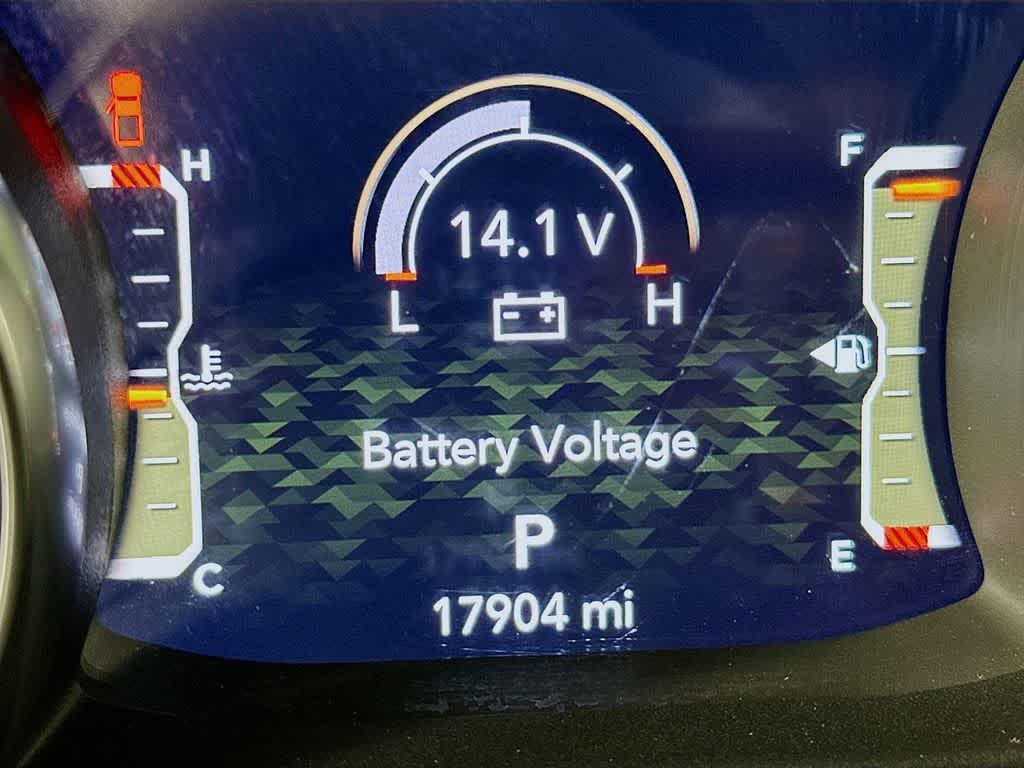 H
F
14.1 V
L
H
Battery Voltage
P
E
C
17904 mi